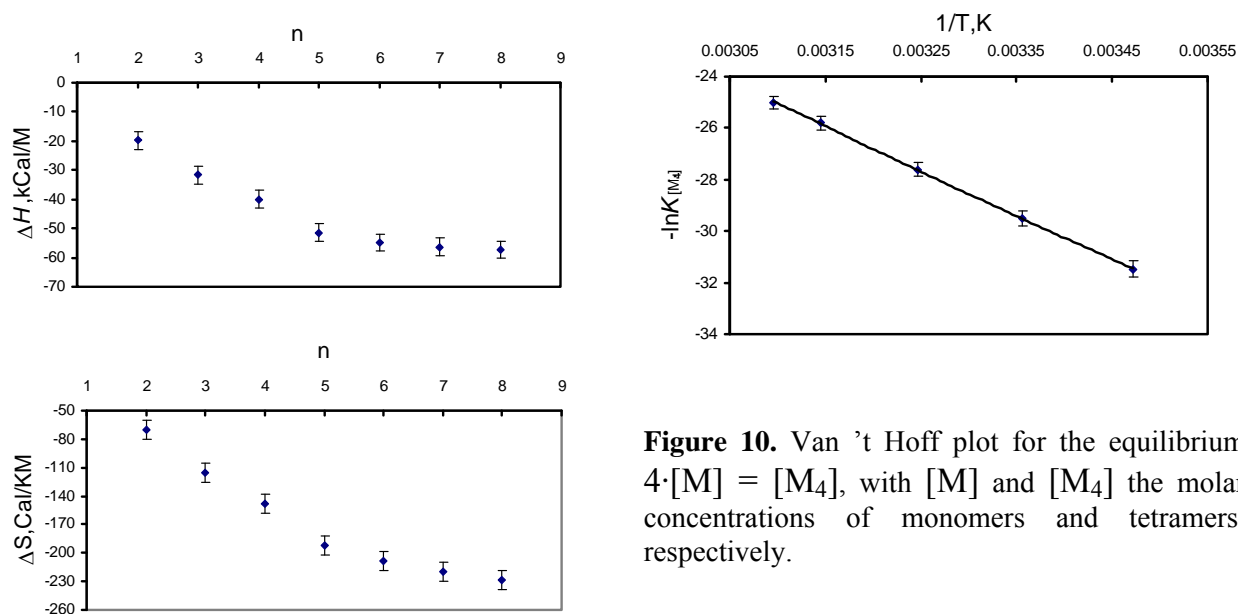 n
1 2 3 4 5 6 7 8 9
0
-10
-20
-30
-40
-50
-60
-70
ΔH,kCal/M
n
1 2 3 4 5 6 7 8 9
-50
-80
-110
-140
-170
-200
-230
-260
ΔS,Cal/KM
1/T,K
0.00305 0.00315 0.00325 0.00335 0.00345 0.00355
-24
-26
-28
-30
-32
-34
-lnK[M₄]
Figure 10. Van ’t Hoff plot for the equilibrium
4·[M] = [M₄], with [M] and [M₄] the molar
concentrations of monomers and tetramers
respectively.